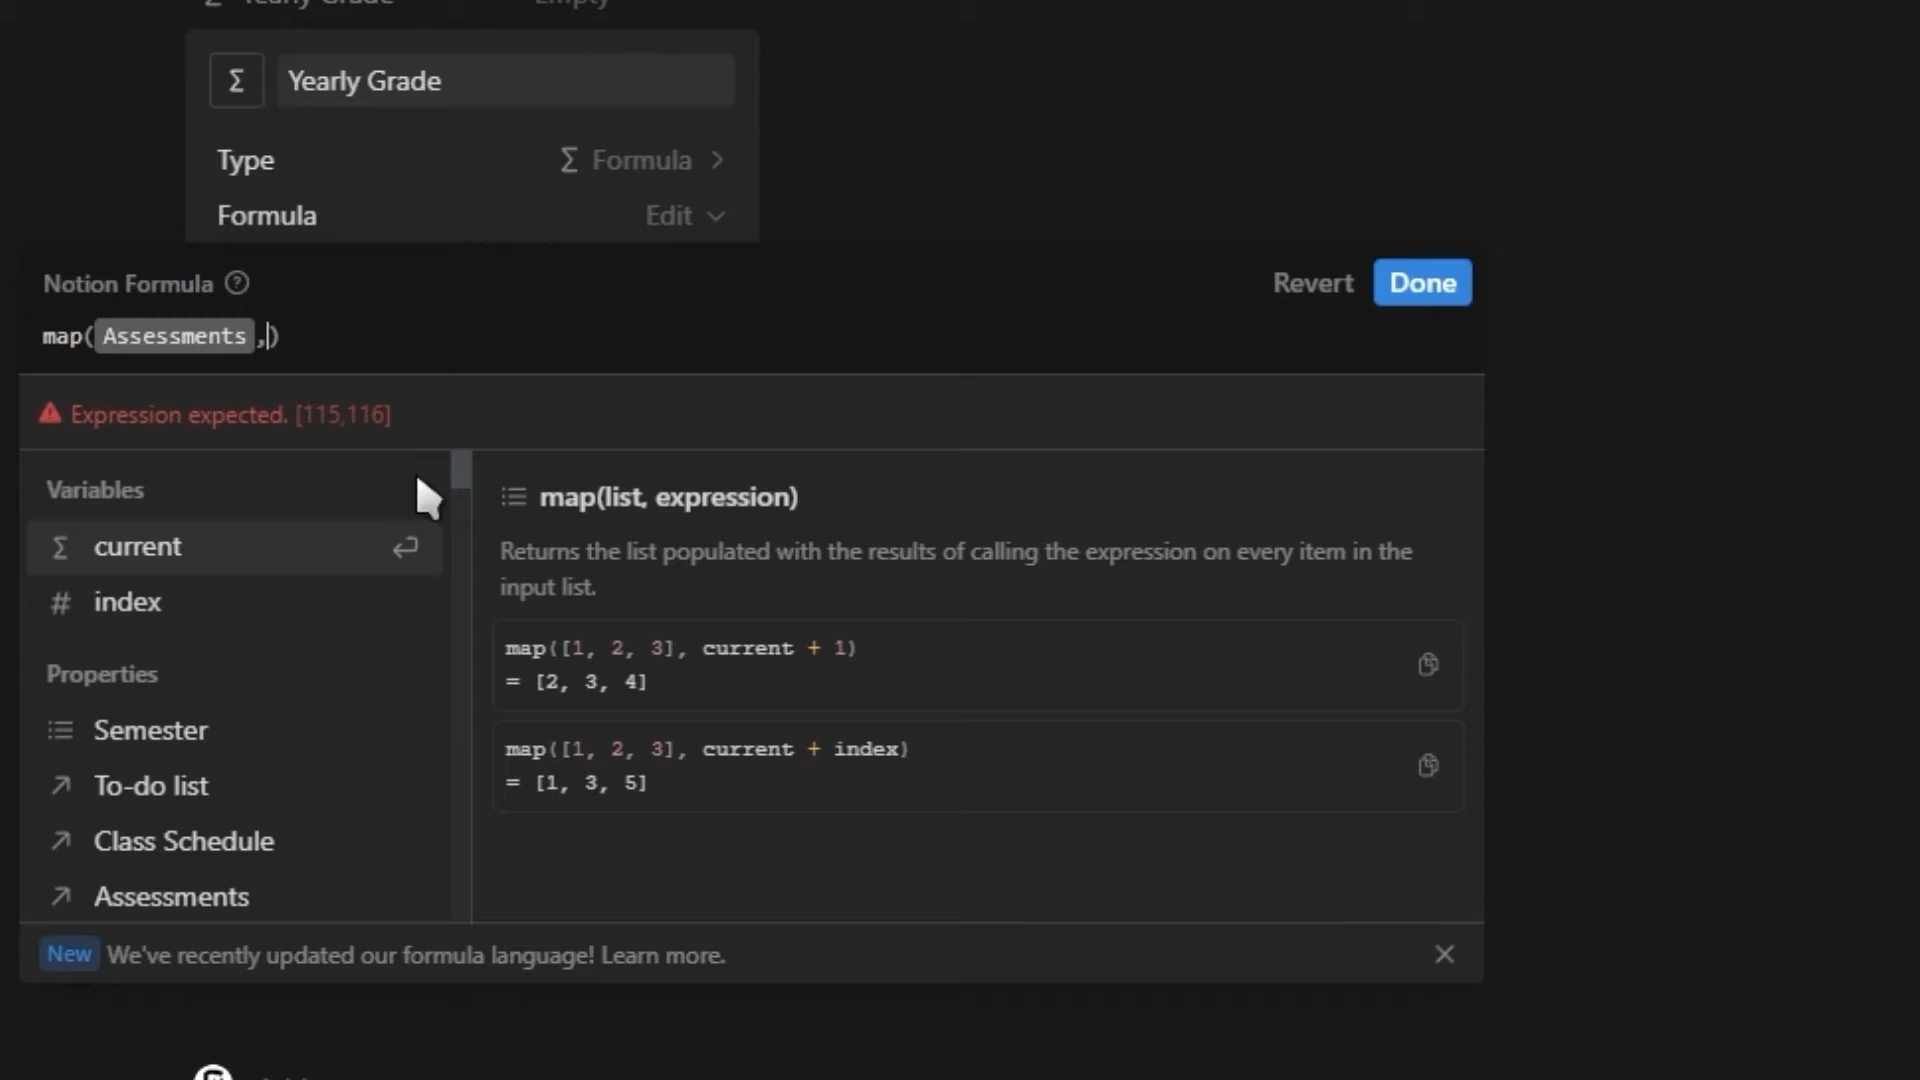 Yearly Grade Empty
Σ Yearly Grade
Type Σ Formula >
Formula Edit
Notion Formula ?
Revert Done
map( Assessments ,)
Expression expected. [115,116]
Variables
Σ current
# index
Properties
Semester
To-do list
Class Schedule
Assessments
map(list, expression)
Returns the list populated with the results of calling the expression on every item in the
input list.
map([1, 2, 3], current + 1)
= [2, 3, 4]
map([1, 2, 3], current + index)
= [1, 3, 5]
New We've recently updated our formula language! Learn more.